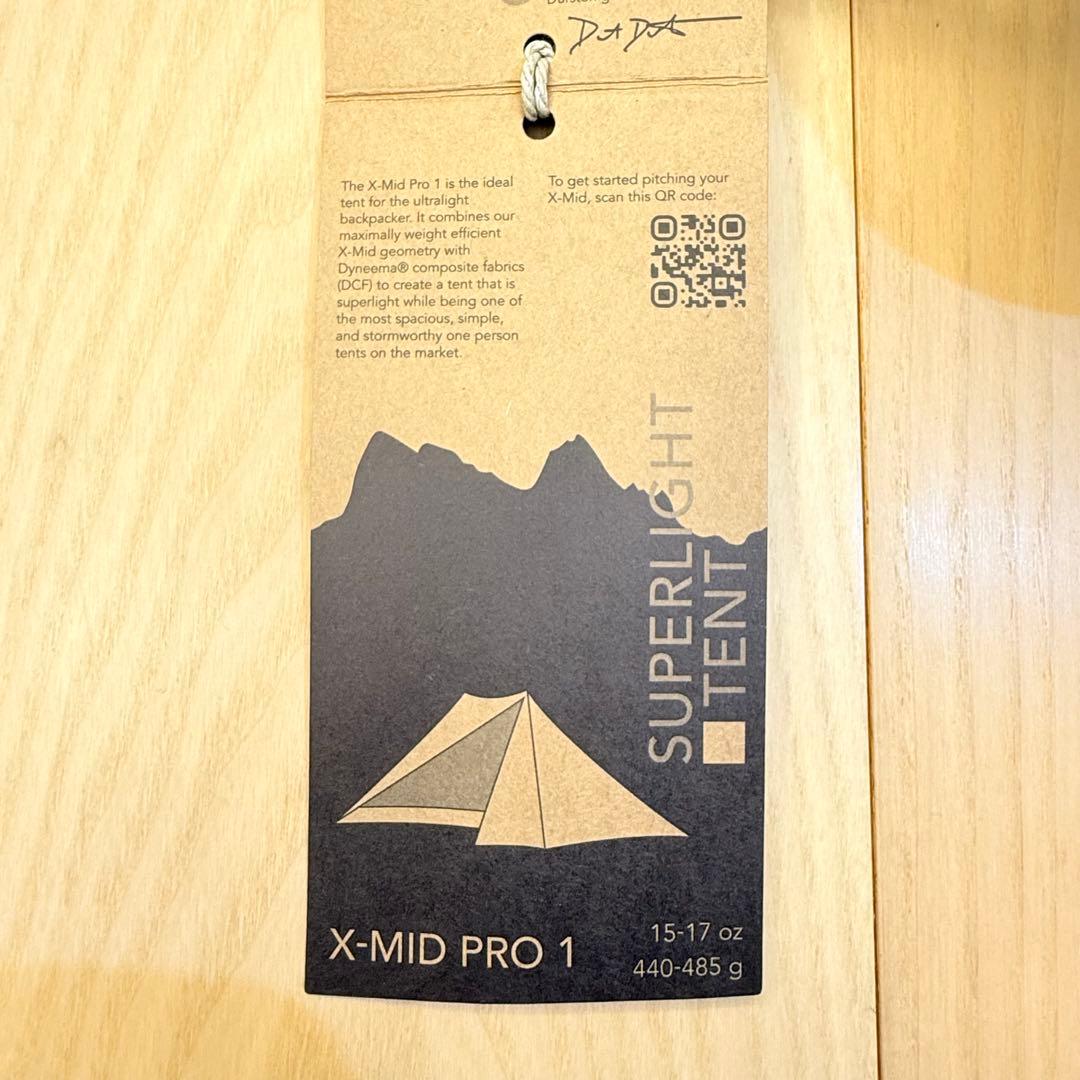 The X-Mid Pro 1 is the ideal
tent for the ultralight
backpacker. It combines our
maximally weight efficient
X-Mid geometry with
Dyneema® composite fabrics
(DCF) to create a tent that is
superlight while being one of
the most spacious, simple,
and stormworthy one person
tents on the market.
To get started pitching your
X-Mid, scan this QR code:
SUPERLIGHT
TENT
X-MID PRO 1
15-17 oz
440-485 g